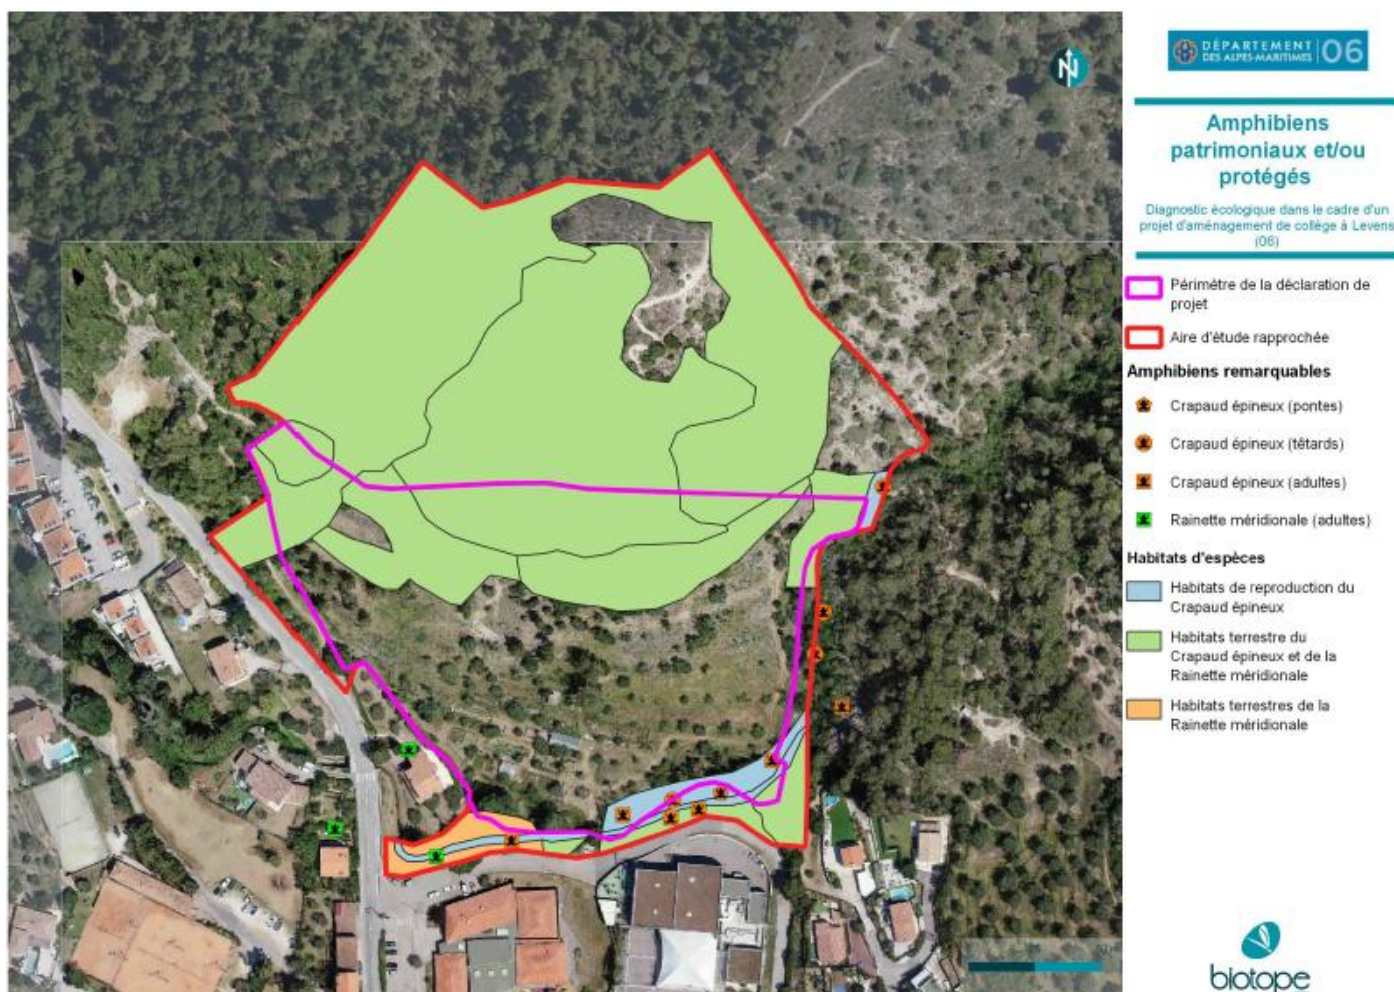 N
DÉPARTEMENT
DES ALPES-MARITIMES
06
Amphibiens
patrimoniaux et/ou
protégés
Diagnostic écologique dans le cadre d'un
projet d'aménagement de collège à Levens
(06)
Périmètre de la déclaration de
projet
Aire d'étude rapprochée
Amphibiens remarquables
Crapaud épineux (pontes)
Crapaud épineux (têtards)
Crapaud épineux (adultes)
Rainette méridionale (adultes)
Habitats d'espèces
Habitats de reproduction du
Crapaud épineux
Habitats terrestre du
Crapaud épineux et de la
Rainette méridionale
Habitats terrestres de la
Rainette méridionale
biotope